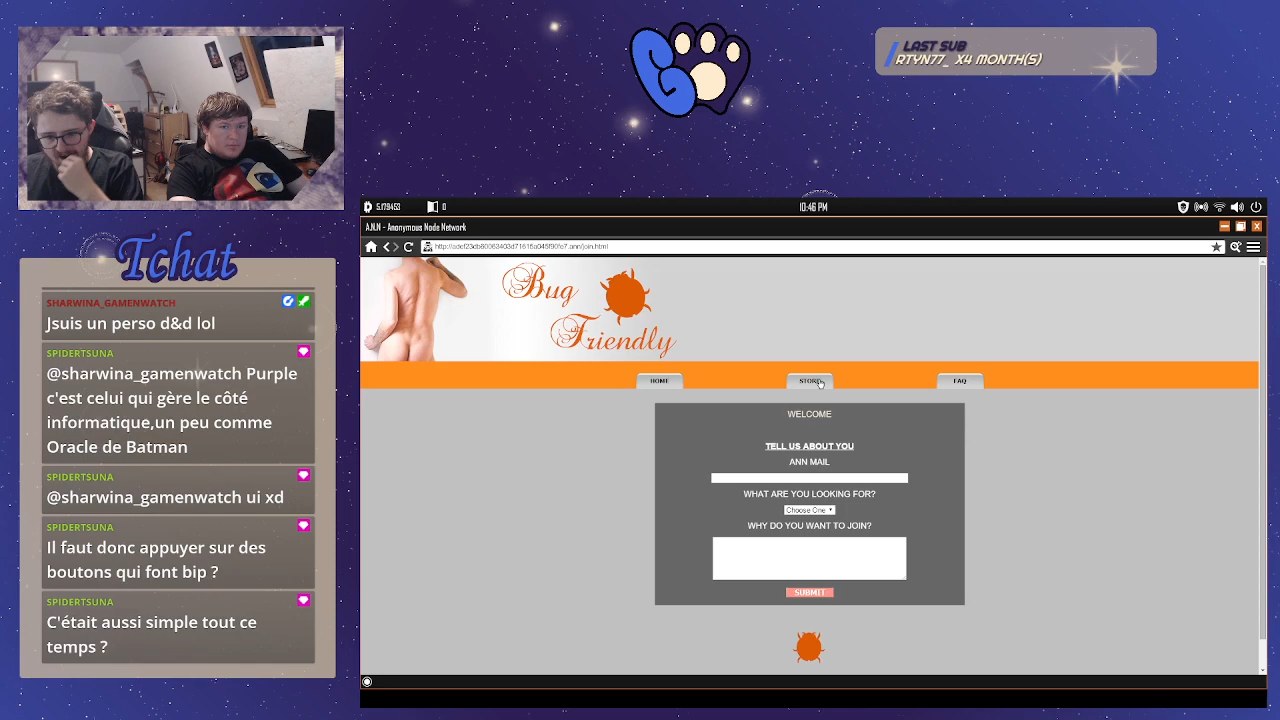 LAST SUB
RTYN77_ X4 MONTH(S)
Tchat
SHARWINA_GAMENWATCH
Jsuis un perso d&d lol
SPIDERTSUNA
@sharwina_gamenwatch Purple
c'est celui qui gère le côté
informatique,un peu comme
Oracle de Batman
SPIDERTSUNA
@sharwina_gamenwatch ui xd
SPIDERTSUNA
Il faut donc appuyer sur des
boutons qui font bip ?
SPIDERTSUNA
C'était aussi simple tout ce
temps ?
5.179453
0
10:46 PM
A.N.N - Anonymous Node Network
Bug
Friendly
HOME
STORE
FAQ
WELCOME
TELL US ABOUT YOU
ANN MAIL
WHAT ARE YOU LOOKING FOR?
Choose One
WHY DO YOU WANT TO JOIN?
SUBMIT